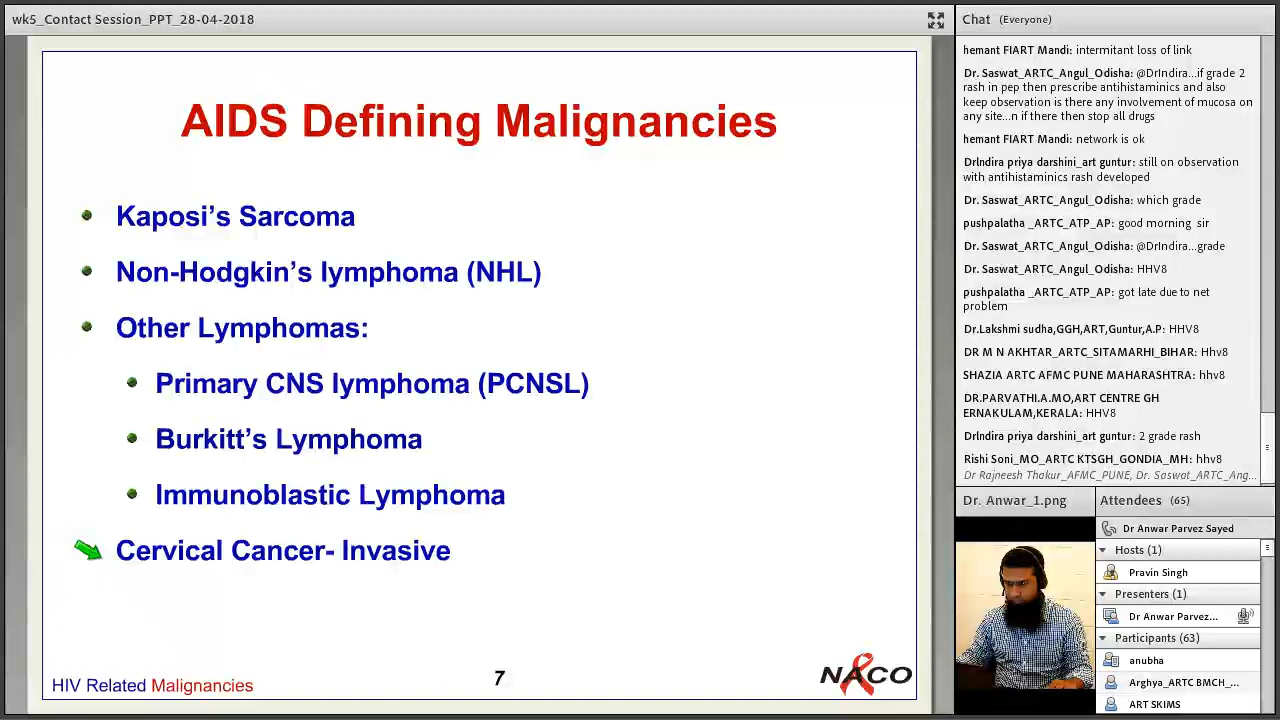 wk5_Contact Session_PPT_28-04-2018
AIDS Defining Malignancies
Kaposi's Sarcoma
Non-Hodgkin's lymphoma (NHL)
Other Lymphomas:
Primary CNS lymphoma (PCNSL)
Burkitt's Lymphoma
Immunoblastic Lymphoma
Cervical Cancer- Invasive
HIV Related Malignancies
7
NACO
Chat (Everyone)
hemant FIART Mandi: intermitant loss of link
Dr. Saswat_ARTC_Angul_Odisha: @DrIndira...if grade 2
rash in pep then prescribe antihistaminics and also
keep observation is there any involvement of mucosa on
any site...n if there then stop all drugs
hemant FIART Mandi: network is ok
DrIndira priya darshini_art guntur: still on observation
with antihistaminics rash developed
Dr. Saswat_ARTC_Angul_Odisha: which grade
pushpalatha _ARTC_ATP_AP: good morning sir
Dr. Saswat_ARTC_Angul_Odisha: @DrIndira...grade
Dr. Saswat_ARTC_Angul_Odisha: HHV8
pushpalatha _ARTC_ATP_AP: got late due to net
problem
Dr.Lakshmi sudha,GGH,ART,Guntur,A.P: HHV8
DR M N AKHTAR_ARTC_SITAMARHI_BIHAR: Hhv8
SHAZIA ARTC AFMC PUNE MAHARASHTRA: hhv8
DR.PARVATHI.A.MO,ART CENTRE GH
ERNAKULAM,KERALA: HHV8
DrIndira priya darshini_art guntur: 2 grade rash
Rishi Soni_MO_ARTC KTSGH_GONDIA_MH: hhv8
Dr Rajneesh Thakur_AFMC_PUNE, Dr. Saswat_ARTC_Ang...
Dr. Anwar_1.png
Attendees (65)
Dr Anwar Parvez Sayed
Hosts (1)
Pravin Singh
Presenters (1)
Dr Anwar Parvez...
Participants (63)
anubha
Arghya_ARTC BMCH_...
ART SKIMS